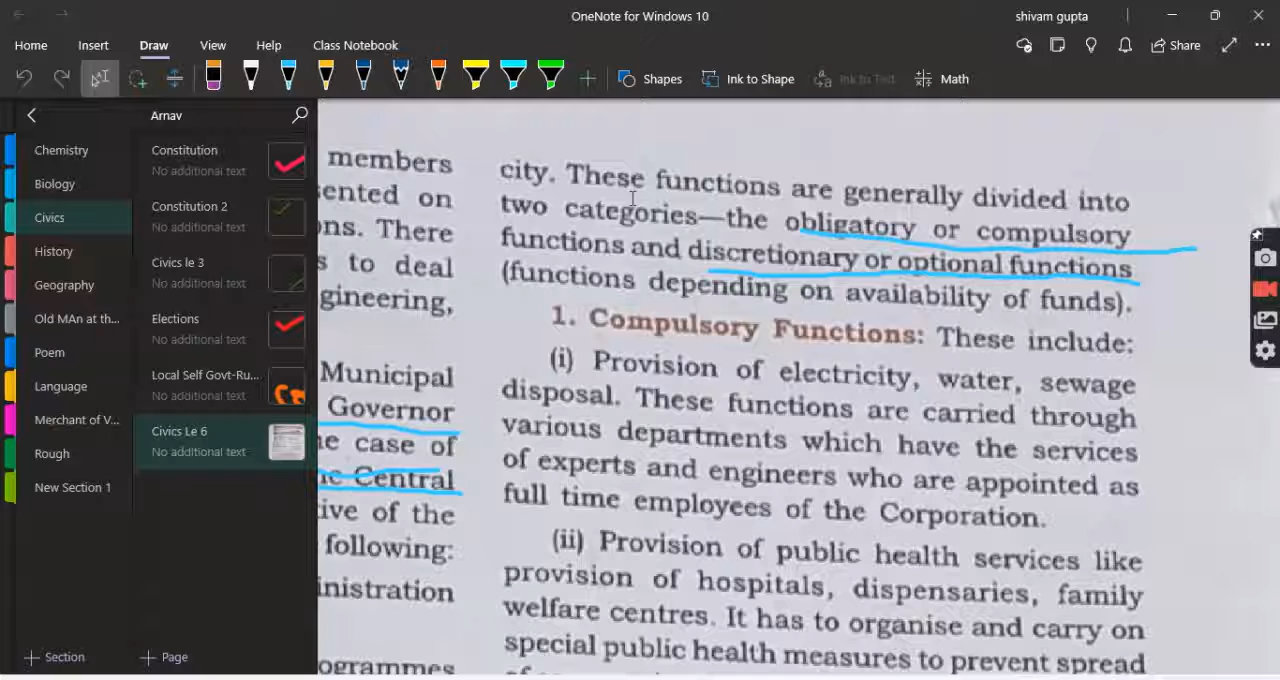 OneNote for Windows 10
shivam gupta
Home
Insert
Draw
View
Help
Class Notebook
Share
Shapes
Ink to Shape
Ink to Text
Math
Arnav
Chemistry
Biology
Civics
History
Geography
Old MAn at th...
Poem
Language
Merchant of V...
Rough
New Section 1
Section
Constitution
No additional text
Constitution 2
No additional text
Civics le 3
No additional text
Elections
No additional text
Local Self Govt-Ru...
No additional text
Civics Le 6
No additional text
Page
members
ented on
ns. There
s to deal
gineering,
Municipal
Governor
e case of
Central
ive of the
following:
inistration
ogrammes
city. These functions are generally divided into
two categories—the obligatory or compulsory
functions and discretionary or optional functions
(functions depending on availability of funds).
1. Compulsory Functions: These include:
(i) Provision of electricity, water, sewage
disposal. These functions are carried through
various departments which have the services
of experts and engineers who are appointed as
full time employees of the Corporation.
(ii) Provision of public health services like
provision of hospitals, dispensaries, family
welfare centres. It has to organise and carry on
special public health measures to prevent spread